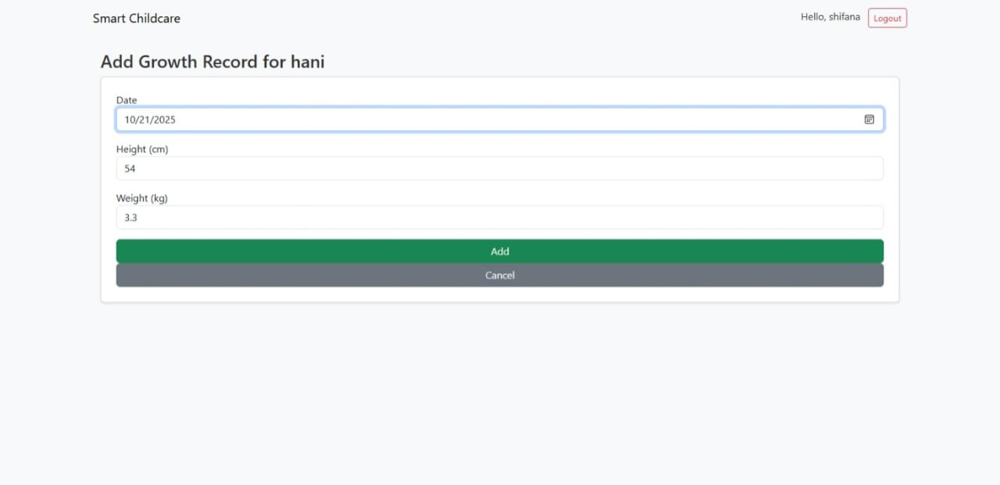 Smart Childcare
Hello, shifana
Logout
Add Growth Record for hani
Date
10/21/2025
Height (cm)
54
Weight (kg)
3.3
Add
Cancel